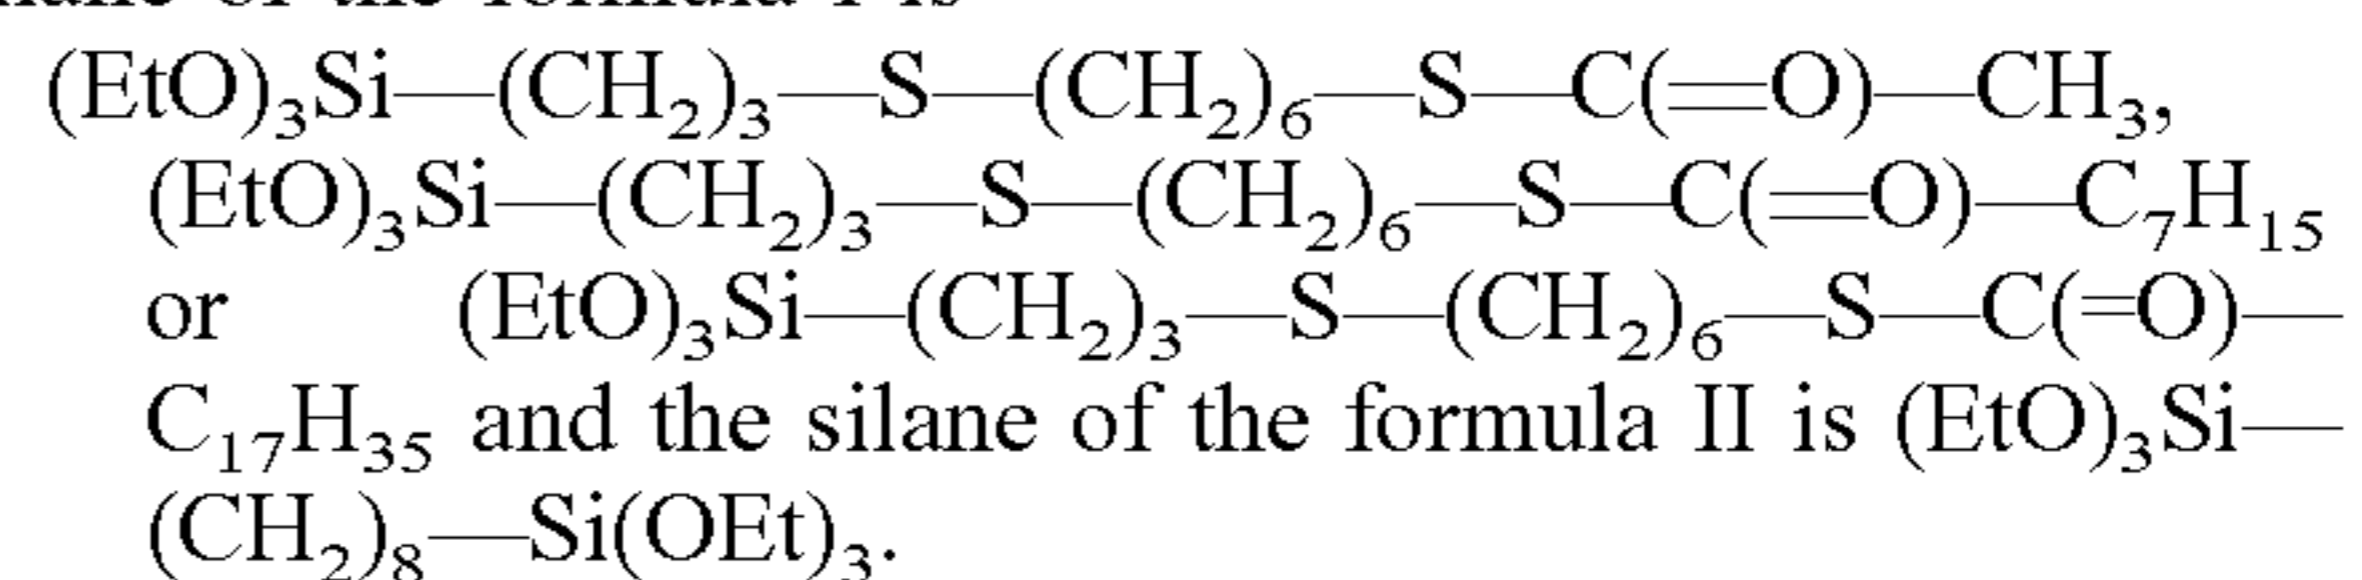 (EtO)₃Si—(CH₂)₃—S—(CH₂)₆—S—C(═O)—CH₃,
(EtO)₃Si—(CH₂)₃—S—(CH₂)₆—S—C(═O)—C₇H₁₅
or (EtO)₃Si—(CH₂)₃—S—(CH₂)₆—S—C(=O)—
C₁₇H₃₅ and the silane of the formula II is (EtO)₃Si—
(CH₂)₈—Si(OEt)₃.